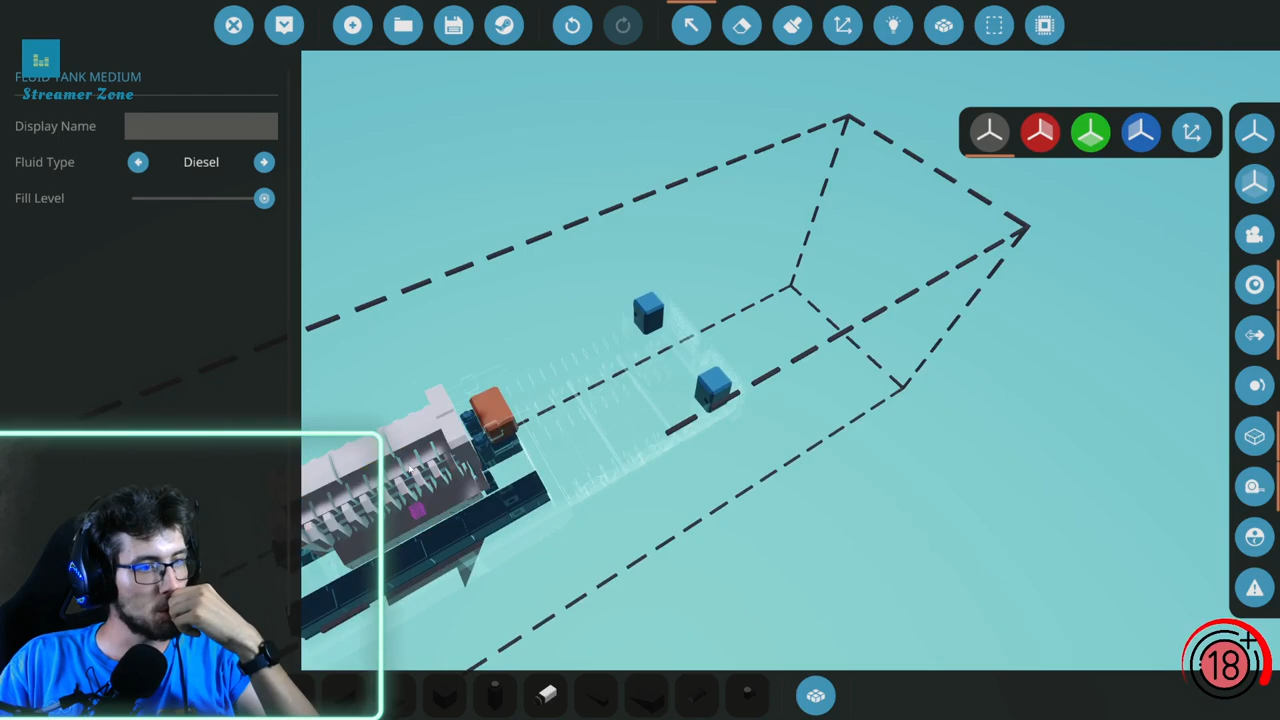 FLUID TANK MEDIUM
Streamer Zone
Display Name
Fluid Type
Diesel
Fill Level
18+